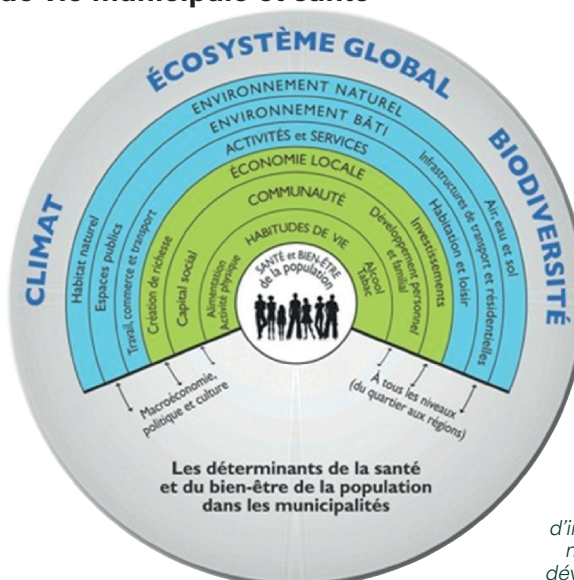 de vie municipale et santé
ÉCOSYSTÈME GLOBAL
CLIMAT
BIODIVERSITÉ
ENVIRONNEMENT NATUREL
Habitat naturel
Air, eau et sol
ENVIRONNEMENT BÂTI
Espaces publics
Infrastructures de transport et résidentielles
ACTIVITÉS et SERVICES
Travail, commerce et transport
Habitation et loisir
ÉCONOMIE LOCALE
Création de richesse
Investissements
COMMUNAUTÉ
Capital social
Développement personnel
et familial
HABITUDES DE VIE
Alimentation
Activité physique
Alcool
Tabac
SANTÉ et BIEN-ÊTRE
de la population
Macroéconomie,
politique et culture
À tous les niveaux
(du quartier aux régions)
Les déterminants de la santé
et du bien-être de la population
dans les municipalités